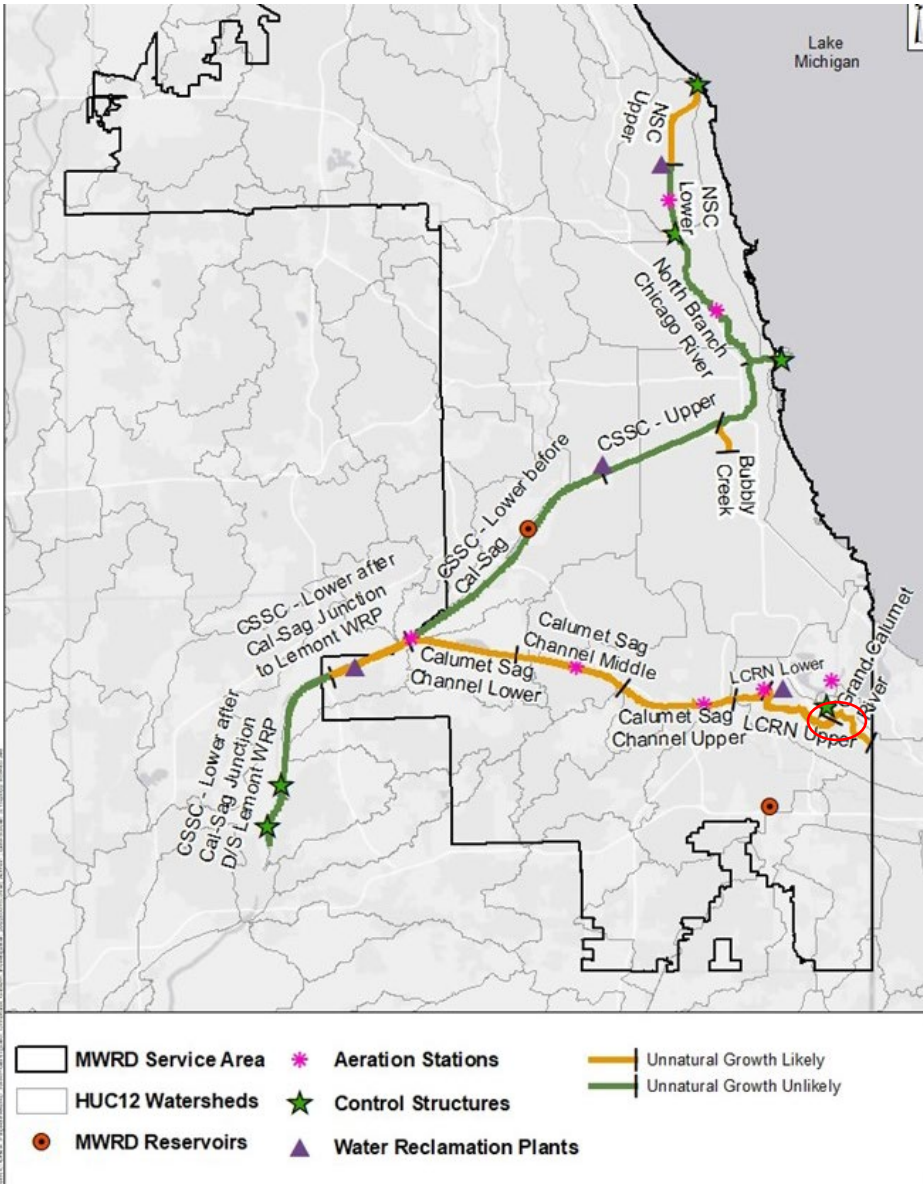 Lake
Michigan
NSC
Upper
NSC
Lower
North Branch
Chicago River
CSSC - Upper
Bubbly
Creek
CSSC - Lower before
Cal-Sag
CSSC - Lower after
Cal-Sag Junction
to Lemont WRP
Calumet Sag
Channel Lower
Calumet Sag
Channel Middle
Calumet Sag
Channel Upper
LCRN Lower
LCRN Upper
Grand Calumet
River
CSSC - Lower after
Cal-Sag Junction
D/S Lemont WRP
MWRD Service Area
HUC12 Watersheds
MWRD Reservoirs
Aeration Stations
Control Structures
Water Reclamation Plants
Unnatural Growth Likely
Unnatural Growth Unlikely